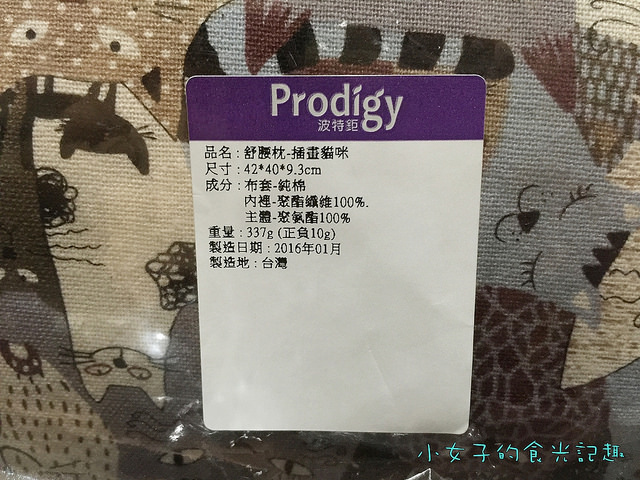 Prodigy
波特鉅
品名：舒腰枕-插畫貓咪
尺寸：42*40*9.3cm
成分：布套-純棉
內裡-聚酯纖維100%.
主體-聚氨酯100%
重量：337g (正負10g)
製造日期：2016年01月
製造地：台灣
小女子的食光記趣